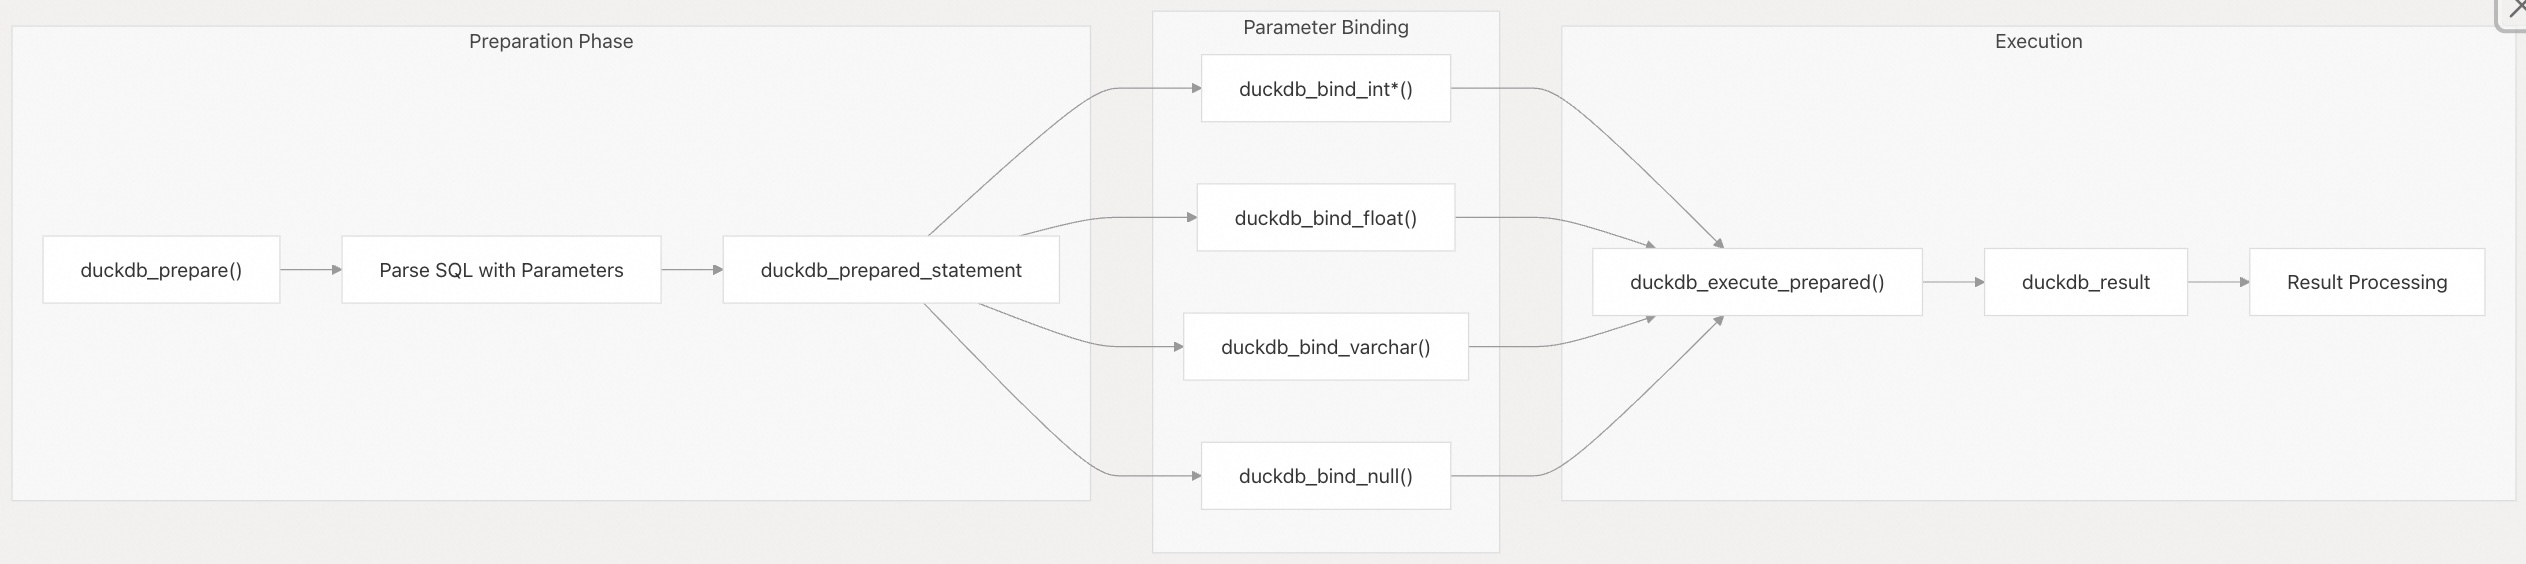 Preparation Phase
duckdb_prepare()
Parse SQL with Parameters
duckdb_prepared_statement
Parameter Binding
duckdb_bind_int*()
duckdb_bind_float()
duckdb_bind_varchar()
duckdb_bind_null()
Execution
duckdb_execute_prepared()
duckdb_result
Result Processing